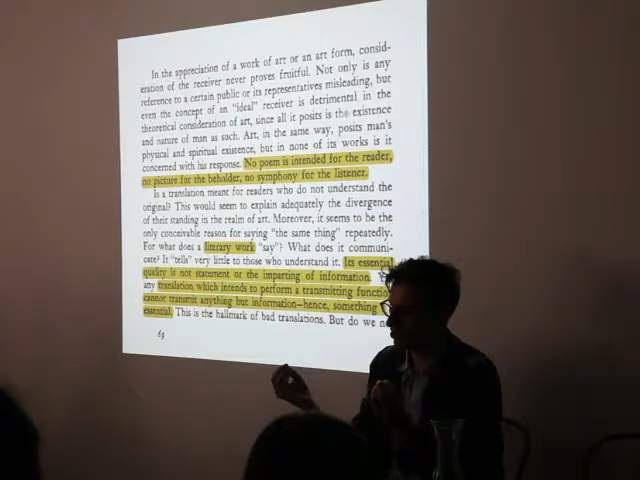 In the appreciation of a work of art or an art form, consid-
eration of the receiver never proves fruitful. Not only is any
reference to a certain public or its representatives misleading, but
even the concept of an "ideal" receiver is detrimental in the
theoretical consideration of art, since all it posits is the existence
and nature of man as such. Art, in the same way, posits man's
physical and spiritual existence, but in none of its works is it
concerned with his response. No poem is intended for the reader,
no picture for the beholder, no symphony for the listener.
Is a translation meant for readers who do not understand the
original? This would seem to explain adequately the divergence
of their standing in the realm of art. Moreover, it seems to be the
only conceivable reason for saying "the same thing" repeatedly.
For what does a literary work "say"? What does it communi-
cate? It "tells" very little to those who understand it. Its essential
quality is not statement or the imparting of information.
any translation which intends to perform a transmitting functio
cannot transmit anything but information—hence, something
essential. This is the hallmark of bad translations. But do we n
69